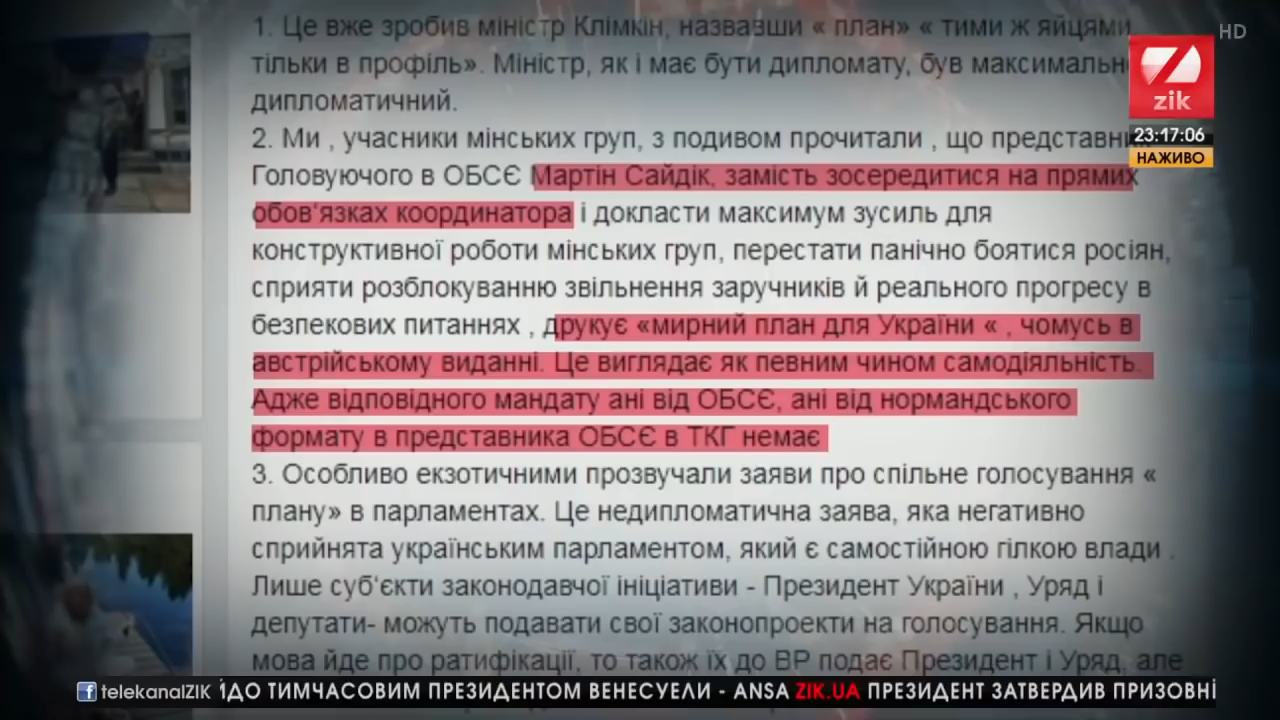 1. Це вже зробив міністр Клімкін, назвавши « план» « тими ж яйцями
тільки в профіль». Міністр, як і має бути дипломату, був максимально
дипломатичний.
2. Ми , учасники мінських груп, з подивом прочитали , що
Головуючого в ОБСЄ Мартін Сайдік, замість зосередитися на прямих
обов'язках координатора і докласти максимум зусиль для
конструктивної роботи мінських груп, перестати панічно боятися росіян,
сприяти розблокуванню звільнення заручників й реального прогресу в
безпекових питаннях , друкує «мирний план для України « , чомусь в
австрійському виданні. Це виглядає як певним чином самодіяльність.
Адже відповідного мандату ані від ОБСЄ, ані від нормандського
формату в представника ОБСЄ в ТКГ немає
3. Особливо екзотичними прозвучали заяви про спільне голосування «
плану» в парламентах. Це недипломатична заява, яка негативно
сприйнята українським парламентом, який є самостійною гілкою влади .
Лише суб'єкти законодавчої ініціативи - Президент України , Уряд і
депутати- можуть подавати свої законопроекти на голосування. Якщо
мова йде про ратифікації, то також їх до ВР подає Президент і Уряд, але
HD
zik
23:17:06
НАЖИВО
telekanalZIK ЙДО ТИМЧАСОВИМ ПРЕЗИДЕНТОМ ВЕНЕСУЕЛИ - ANSA ZIK.UA ПРЕЗИДЕНТ ЗАТВЕРДИВ ПРИЗОВНІ